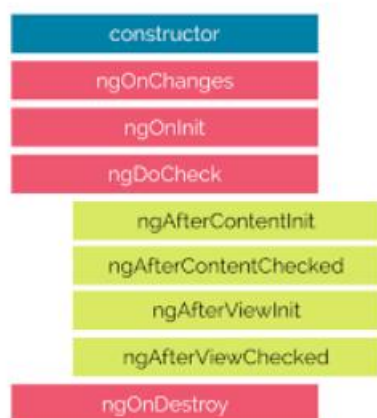 constructor
ngOnChanges
ngOnInit
ngDoCheck
ngAfterContentInit
ngAfterContentChecked
ngAfterViewInit
ngAfterViewChecked
ngOnDestroy